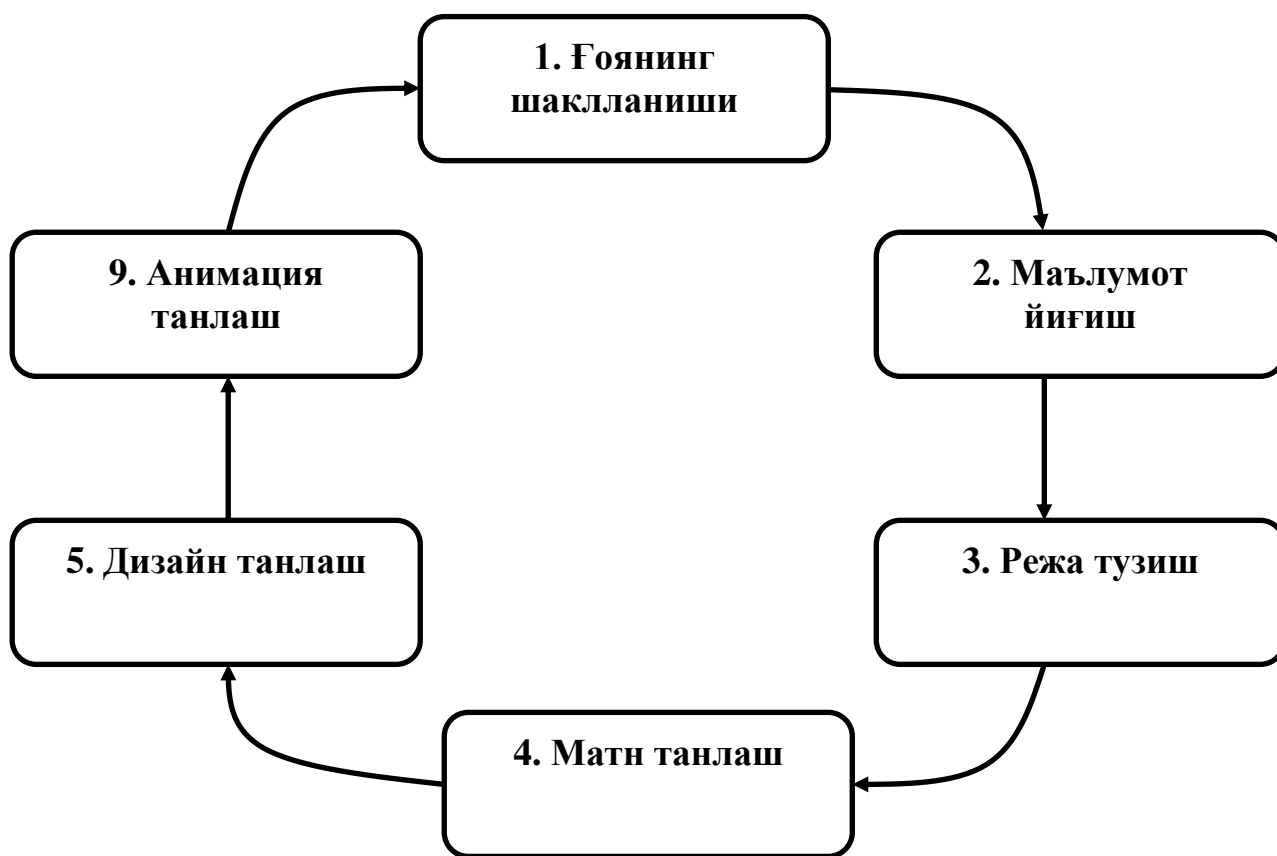 1. Ғоянинг
шаклланиши
2. Маълумот
йиғиш
3. Режа тузиш
4. Матн танлаш
5. Дизайн танлаш
9. Анимация
танлаш